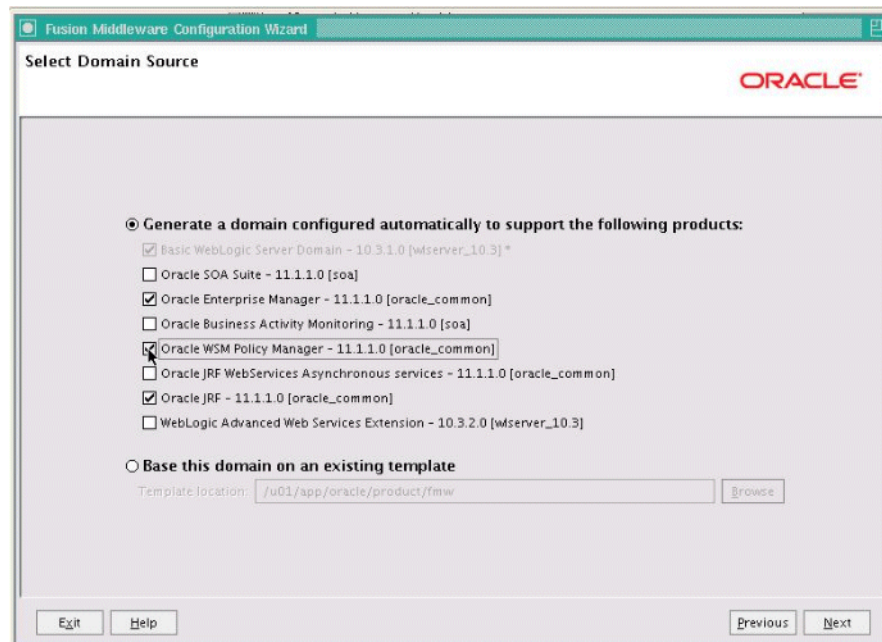 Fusion Middleware Configuration Wizard
Select Domain Source
ORACLE
Generate a domain configured automatically to support the following products:
Basic WebLogic Server Domain - 10.3.1.0 [wlserver_10.3] *
Oracle SOA Suite - 11.1.1.0 [soa]
Oracle Enterprise Manager - 11.1.1.0 [oracle_common]
Oracle Business Activity Monitoring - 11.1.1.0 [soa]
Oracle WSM Policy Manager - 11.1.1.0 [oracle_common]
Oracle JRF WebServices Asynchronous services - 11.1.1.0 [oracle_common]
Oracle JRF - 11.1.1.0 [oracle_common]
WebLogic Advanced Web Services Extension - 10.3.2.0 [wlserver_10.3]
Base this domain on an existing template
Template location: /u01/app/oracle/product/fmw Browse
Exit Help Previous Next